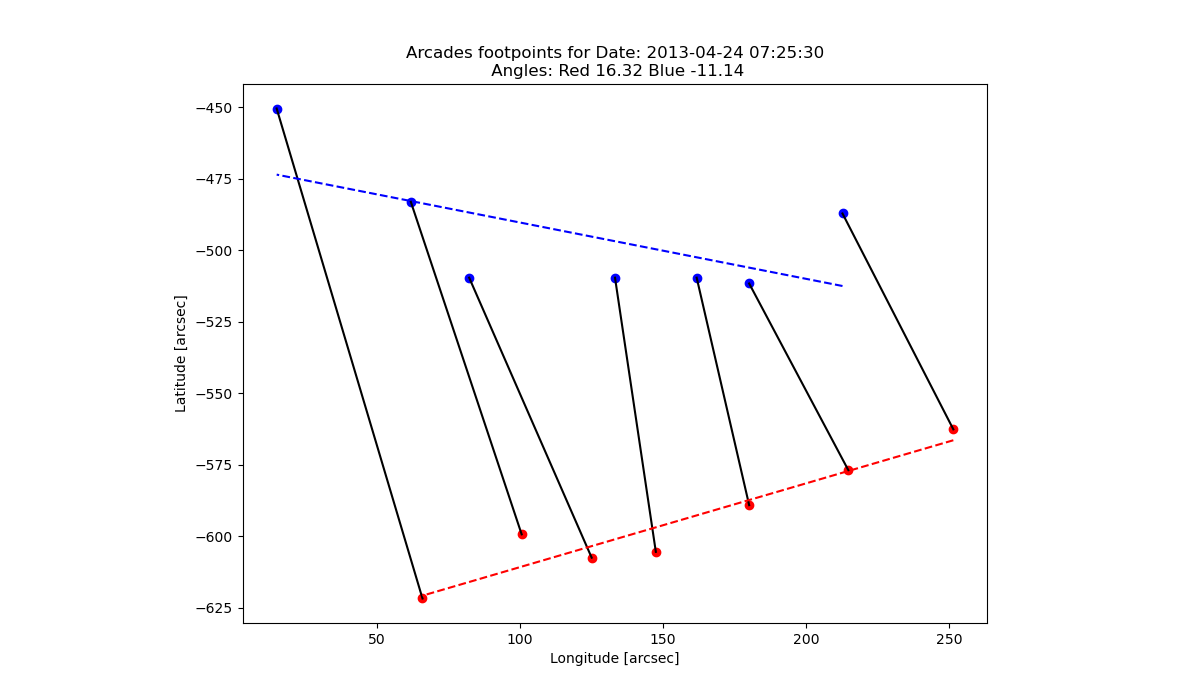 Arcades footpoints for Date: 2013-04-24 07:25:30
Angles: Red 16.32 Blue -11.14
−450
−475
−500
−525
−550
−575
−600
−625
Latitude [arcsec]
50 100 150 200 250
Longitude [arcsec]